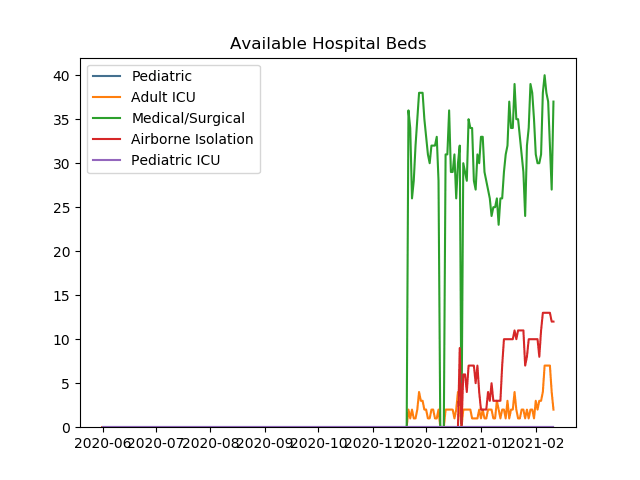 Available Hospital Beds
Pediatric
Adult ICU
Medical/Surgical
Airborne Isolation
Pediatric ICU
40
35
30
25
20
15
10
5
0
2020-06 2020-07 2020-08 2020-09 2020-10 2020-11 2020-12 2021-01 2021-02